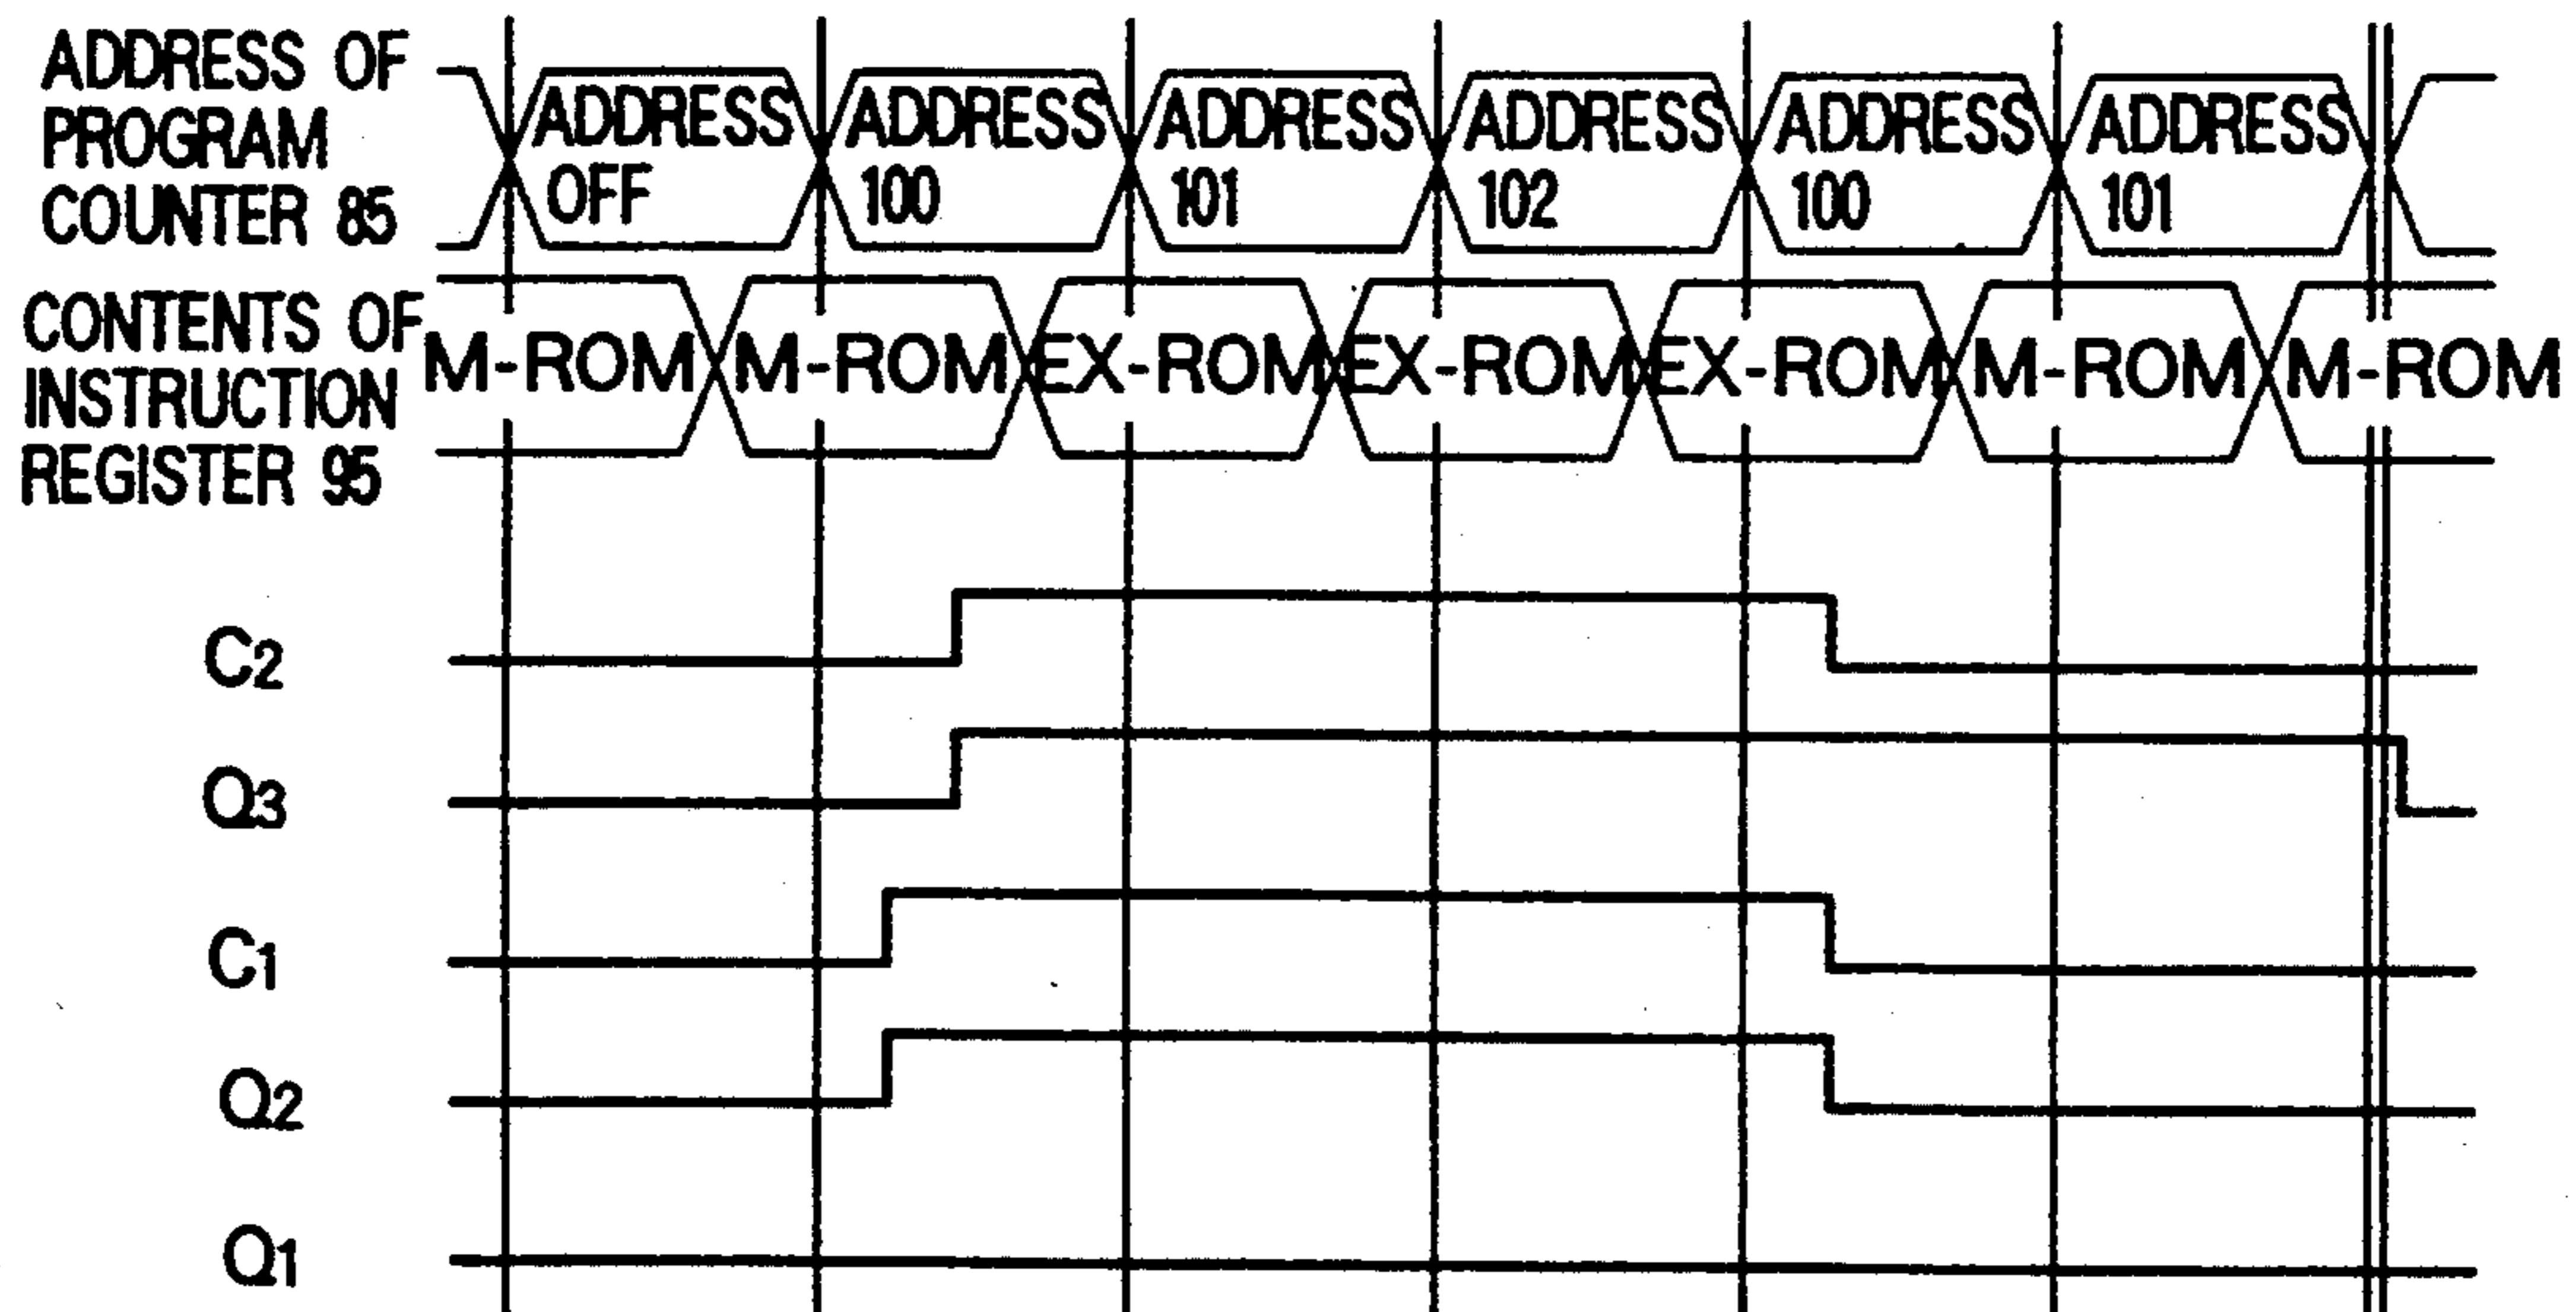 ADDRESS OF
PROGRAM
COUNTER 85
ADDRESS
OFF
ADDRESS
100
ADDRESS
101
ADDRESS
102
ADDRESS
100
ADDRESS
101
CONTENTS OF
INSTRUCTION
REGISTER 95
M-ROM M-ROM EX-ROM EX-ROM EX-ROM M-ROM M-ROM
C2
Q3
C1
Q2
Q1